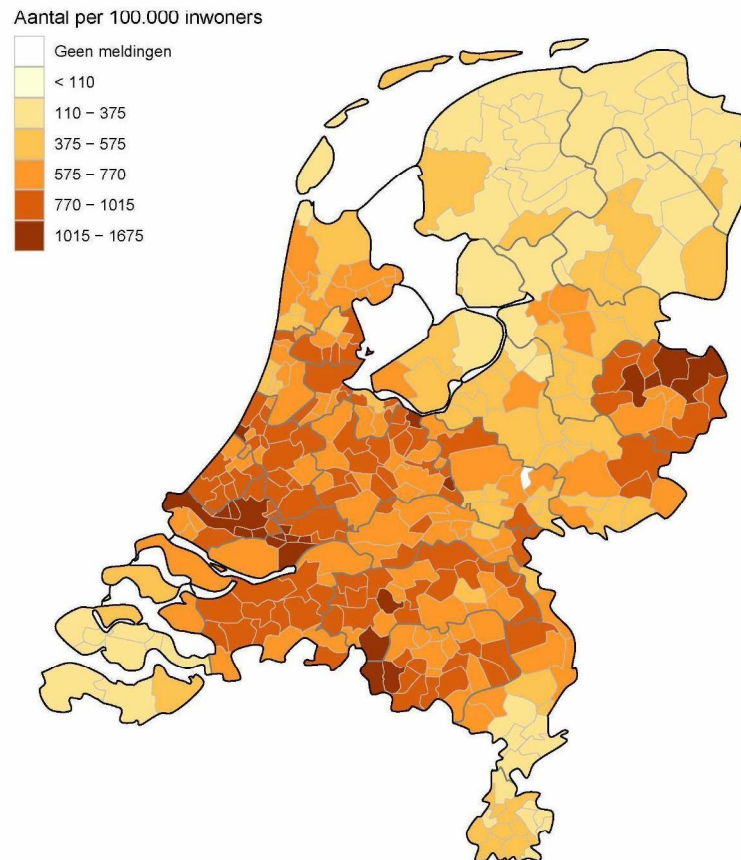 Aantal per 100.000 inwoners
Geen meldingen
< 110
110 – 375
375 – 575
575 – 770
770 – 1015
1015 – 1675